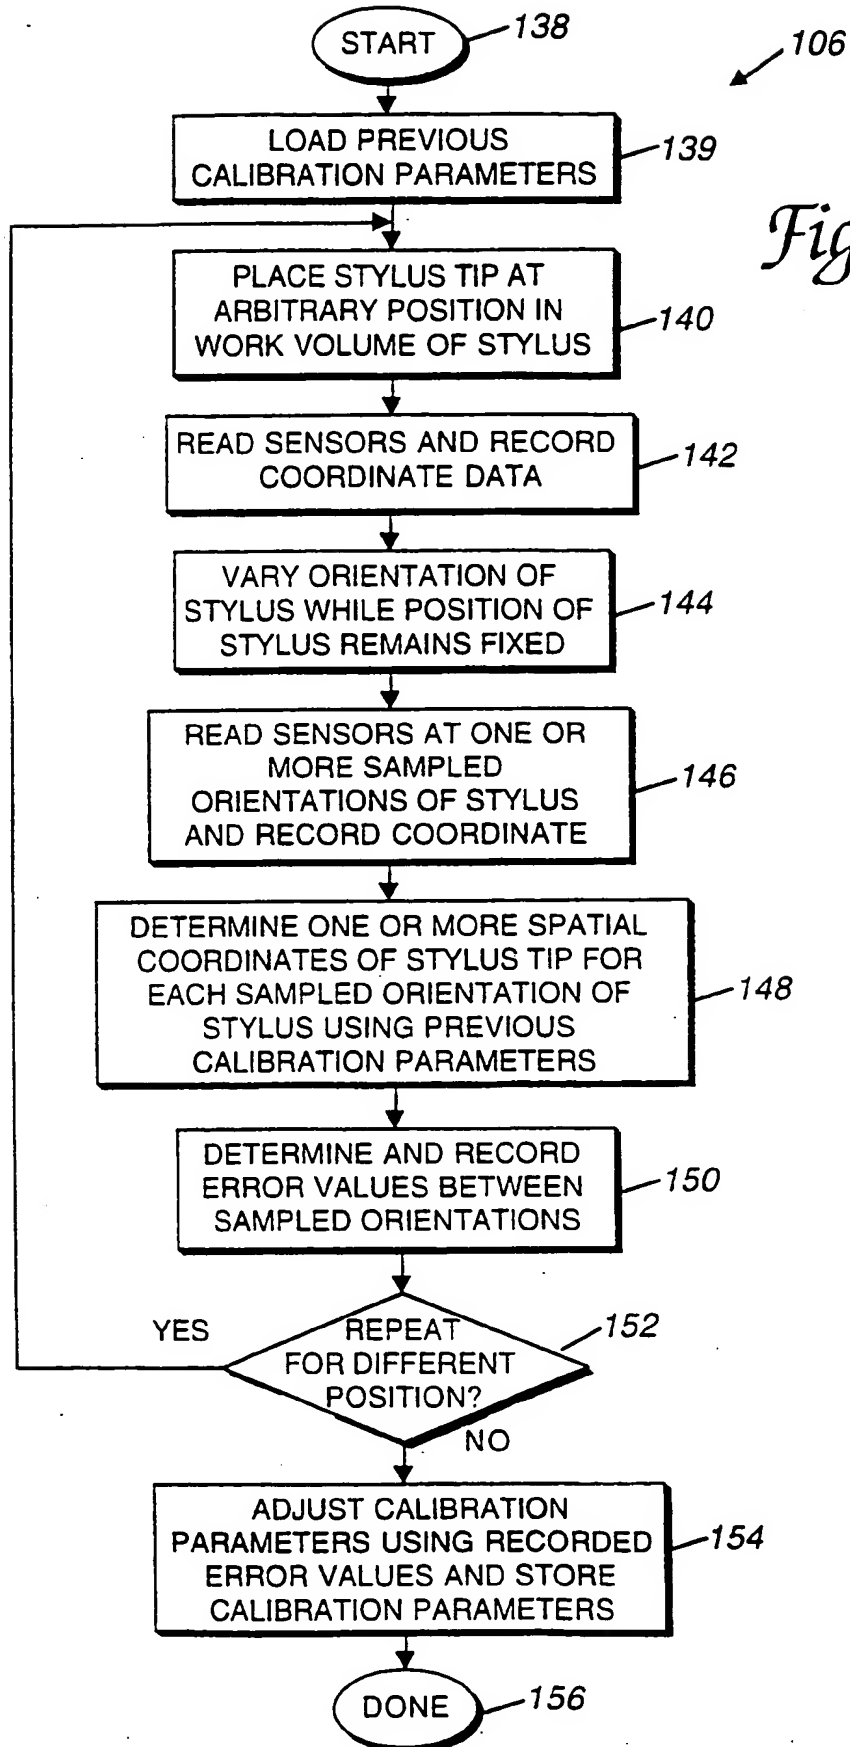 START
138
106
LOAD PREVIOUS
CALIBRATION PARAMETERS
139
Fig
PLACE STYLUS TIP AT
ARBITRARY POSITION IN
WORK VOLUME OF STYLUS
140
READ SENSORS AND RECORD
COORDINATE DATA
142
VARY ORIENTATION OF
STYLUS WHILE POSITION OF
STYLUS REMAINS FIXED
144
READ SENSORS AT ONE OR
MORE SAMPLED
ORIENTATIONS OF STYLUS
AND RECORD COORDINATE
146
DETERMINE ONE OR MORE SPATIAL
COORDINATES OF STYLUS TIP FOR
EACH SAMPLED ORIENTATION OF
STYLUS USING PREVIOUS
CALIBRATION PARAMETERS
148
DETERMINE AND RECORD
ERROR VALUES BETWEEN
SAMPLED ORIENTATIONS
150
YES
REPEAT
FOR DIFFERENT
POSITION?
152
NO
ADJUST CALIBRATION
PARAMETERS USING RECORDED
ERROR VALUES AND STORE
CALIBRATION PARAMETERS
154
DONE
156